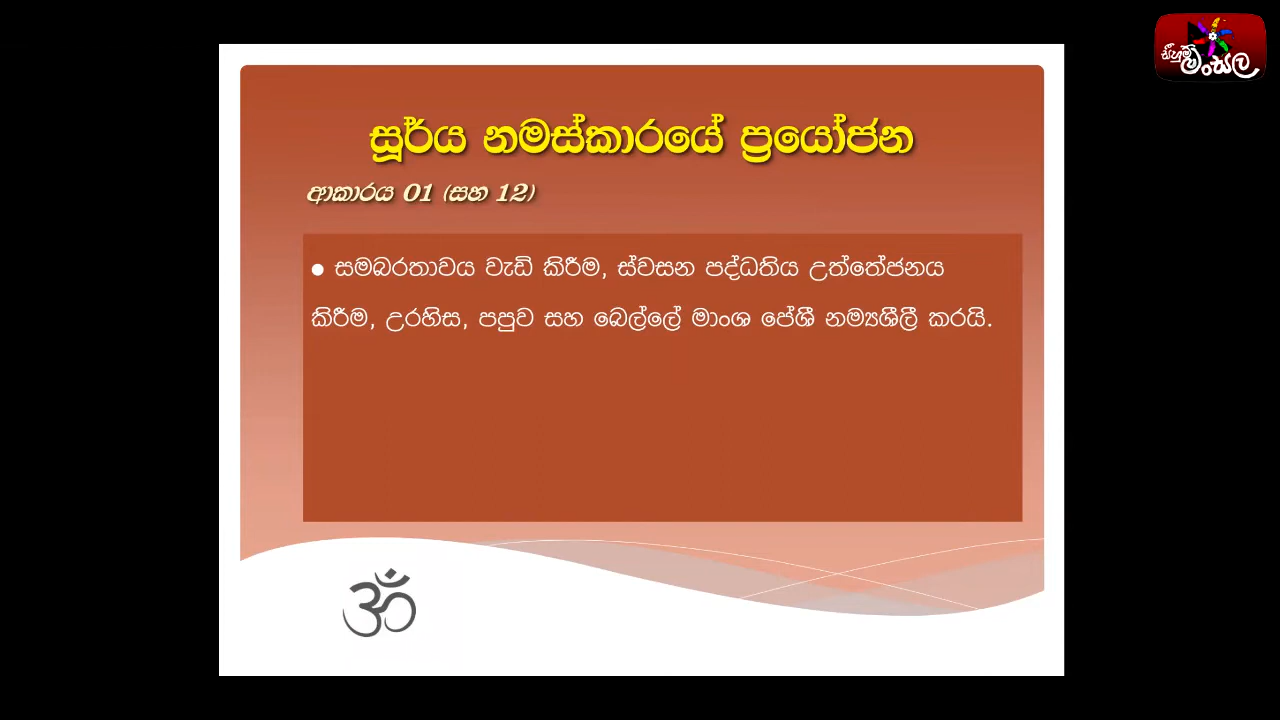 සිහුම් මංසල
සූර්ය නමස්කාරයේ ප්‍රයෝජන
ආකාරය 01 (සහ 12)
● සමබරතාවය වැඩි කිරීම, ස්වසන පද්ධතිය උත්තේජනය
කිරීම, උරහිස, පපුව සහ බෙල්ලේ මාංශ පේශී නම්‍යශීලී කරයි.
ॐ